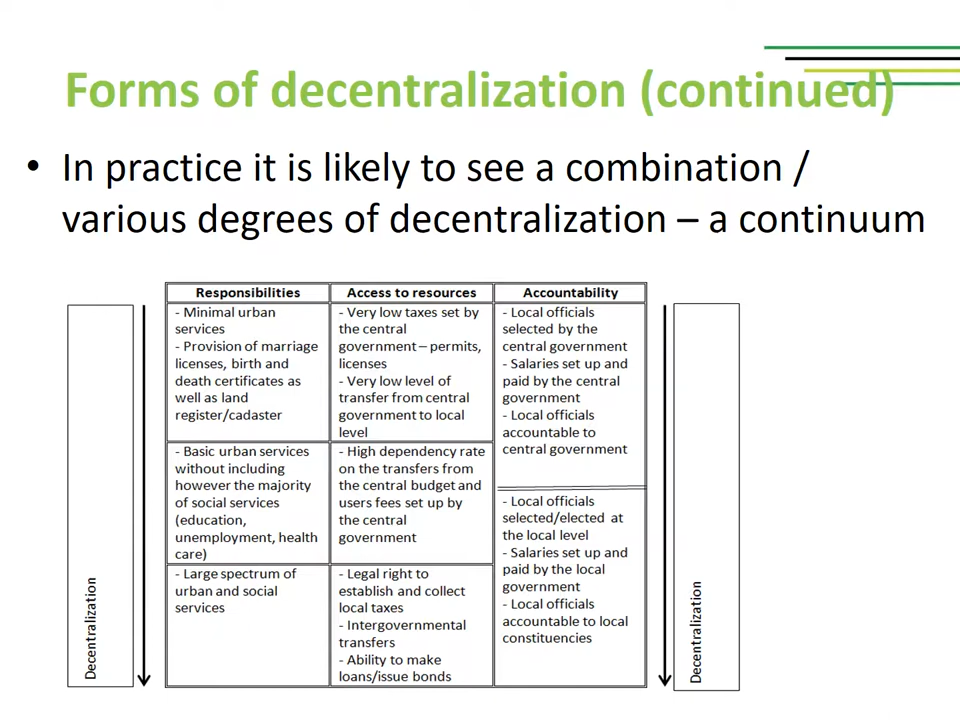 Forms of decentralization (continued)
• In practice it is likely to see a combination /
various degrees of decentralization – a continuum
Decentralization
Responsibilities
- Minimal urban
services
- Provision of marriage
licenses, birth and
death certificates as
well as land
register/cadaster
- Basic urban services
without including
however the majority
of social services
(education,
unemployment, health
care)
- Large spectrum of
urban and social
services
Access to resources
- Very low taxes set by
the central
government – permits,
licenses
- Very low level of
transfer from central
government to local
level
- High dependency rate
on the transfers from
the central budget and
users fees set up by
the central
government
- Legal right to
establish and collect
local taxes
- Intergovernmental
transfers
- Ability to make
loans/issue bonds
Accountability
- Local officials
selected by the
central government
- Salaries set up and
paid by the central
government
- Local officials
accountable to
central government
- Local officials
selected/elected at
the local level
- Salaries set up and
paid by the local
government
- Local officials
accountable to local
constituencies
Decentralization